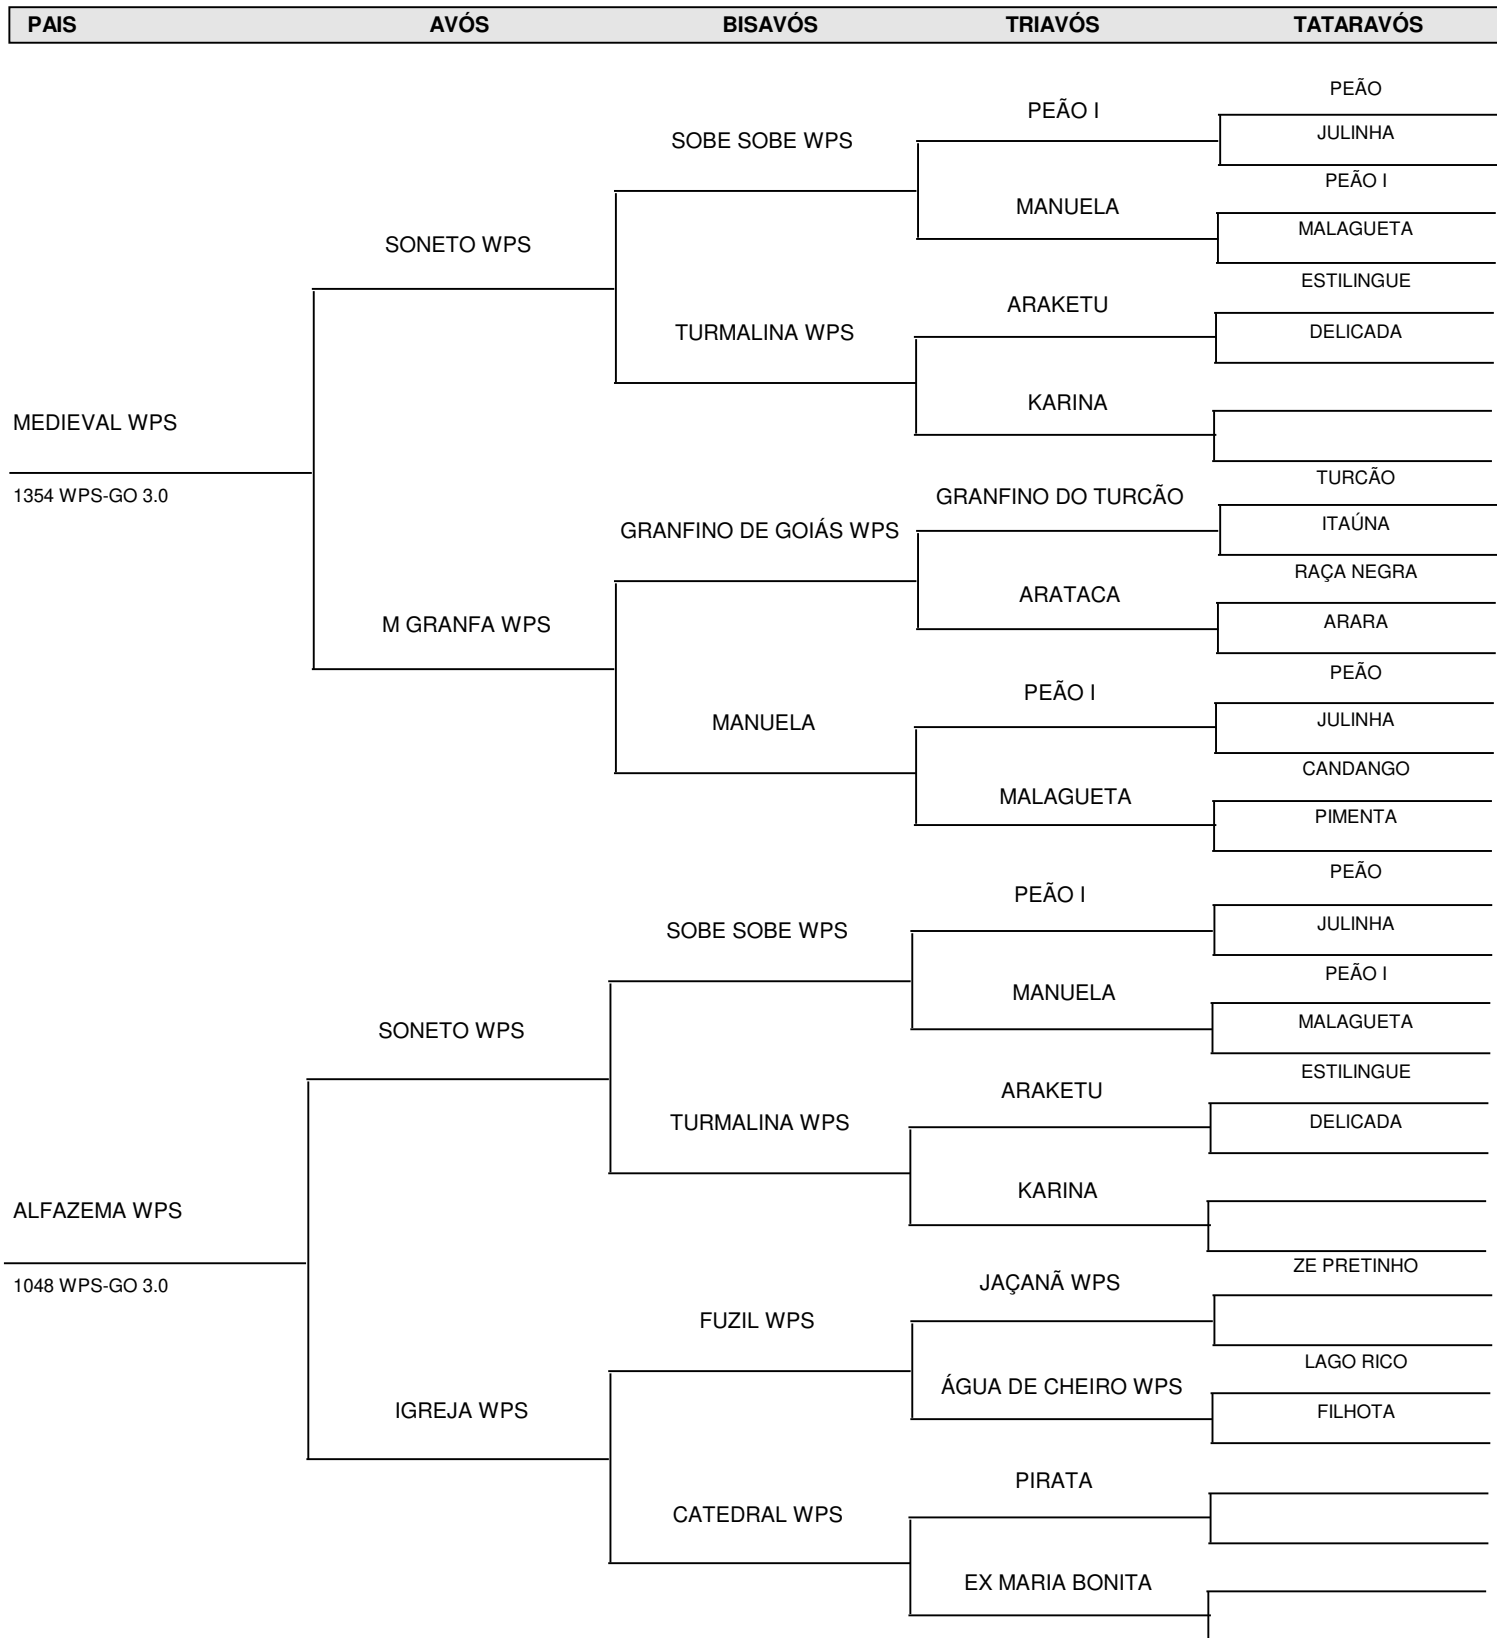 PAIS AVÓS BISAVÓS TRIAVÓS TATARAVÓS
PEÃO
PEÃO I
JULINHA
SOBE SOBE WPS
PEÃO I
MANUELA
MALAGUETA
SONETO WPS
ESTILINGUE
ARAKETU
TURMALINA WPS
DELICADA
KARINA
MEDIEVAL WPS
TURCÃO
1354 WPS-GO 3.0
GRANFINO DO TURCÃO
ITAÚNA
GRANFINO DE GOIÁS WPS
RAÇA NEGRA
ARATACA
ARARA
M GRANFA WPS
PEÃO
PEÃO I
JULINHA
MANUELA
CANDANGO
MALAGUETA
PIMENTA
PEÃO
PEÃO I
JULINHA
SOBE SOBE WPS
PEÃO I
MANUELA
MALAGUETA
SONETO WPS
ESTILINGUE
ARAKETU
TURMALINA WPS
DELICADA
KARINA
ALFAZEMA WPS
ZE PRETINHO
1048 WPS-GO 3.0
JAÇANÃ WPS
FUZIL WPS
LAGO RICO
ÁGUA DE CHEIRO WPS
IGREJA WPS
FILHOTA
PIRATA
CATEDRAL WPS
EX MARIA BONITA